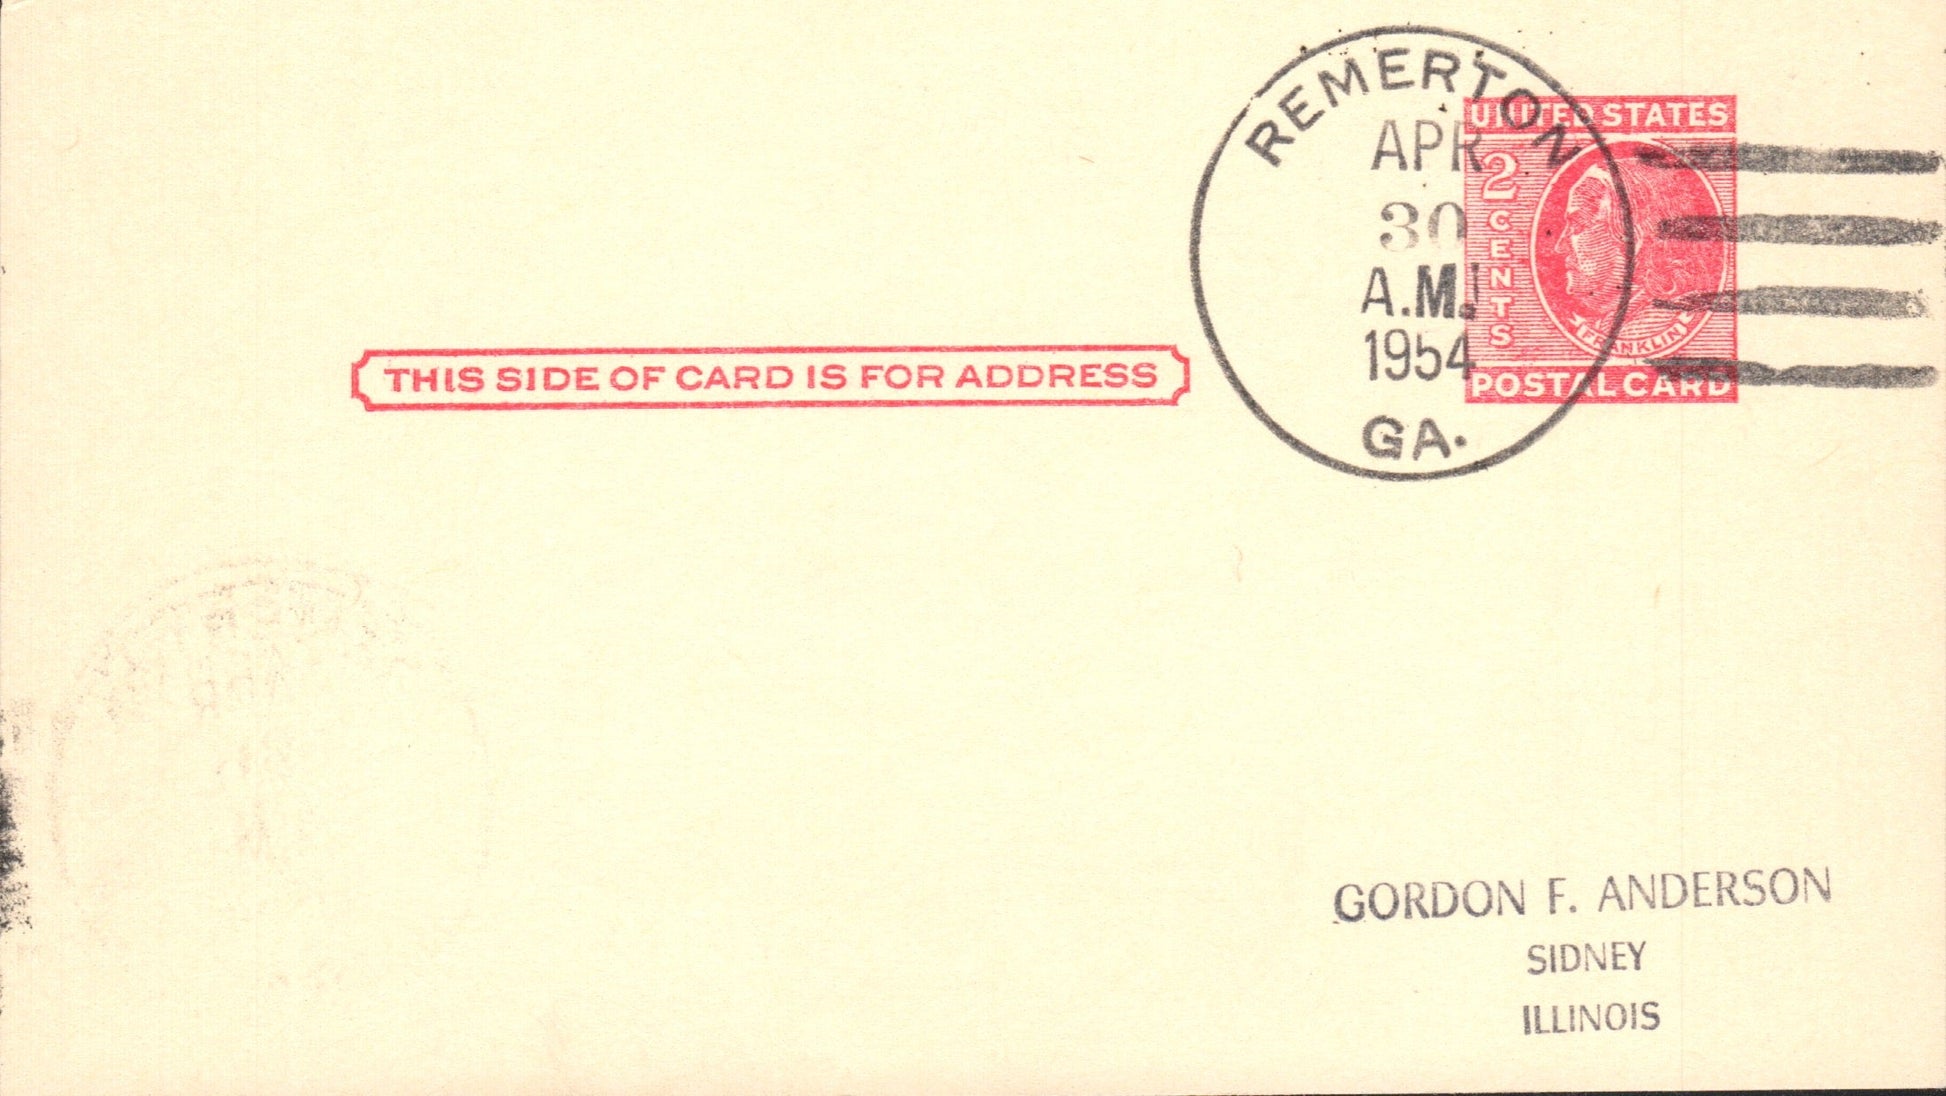 REMERTON
APR
30
A.M.
1954
GA.
UNITED STATES
2 CENTS
FRANKLIN
POSTAL CARD
THIS SIDE OF CARD IS FOR ADDRESS
GORDON F. ANDERSON
SIDNEY
ILLINOIS